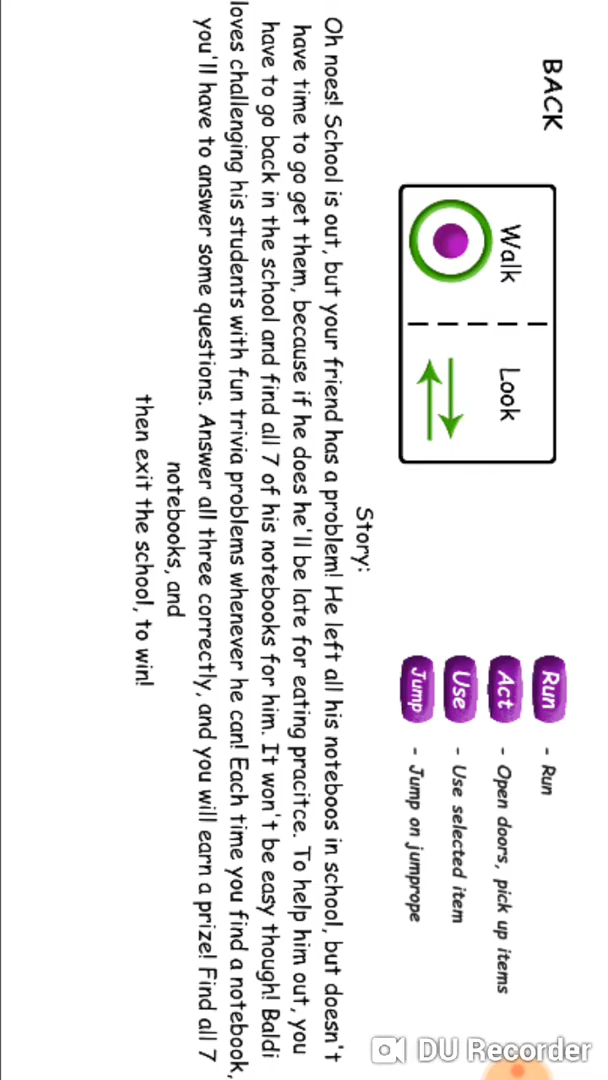 BACK
Walk
Look
Run - Run
Act - Open doors, pick up items
Use - Use selected item
Jump - Jump on jumprope
Story:
Oh noes! School is out, but your friend has a problem! He left all his noteboos in school, but doesn't
have time to go get them, because if he does he'll be late for eating pracitce. To help him out, you
have to go back in the school and find all 7 of his notebooks for him. It won't be easy though! Baldi
loves challenging his students with fun trivia problems whenever he can! Each time you find a notebook,
you'll have to answer some questions. Answer all three correctly, and you will earn a prize! Find all 7
notebooks, and
then exit the school, to win!
DU Recorder